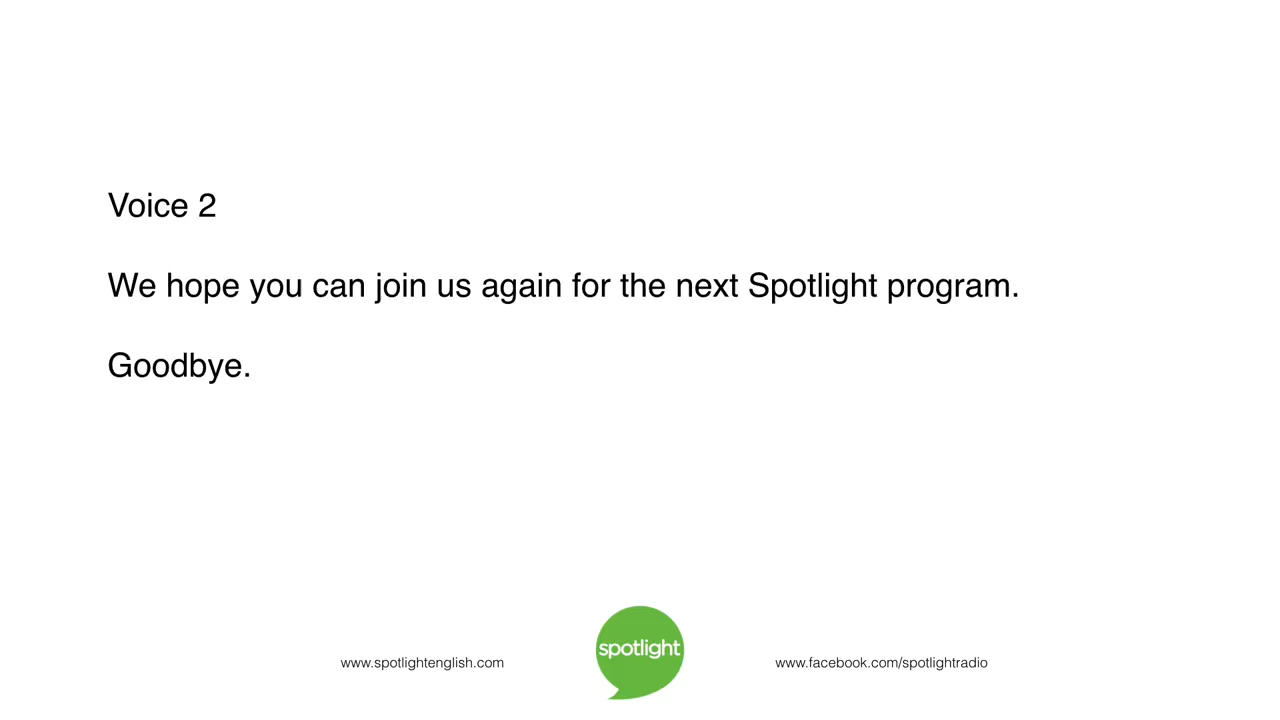 Voice 2
We hope you can join us again for the next Spotlight program.
Goodbye.
spotlight
www.spotlightenglish.com
www.facebook.com/spotlightradio